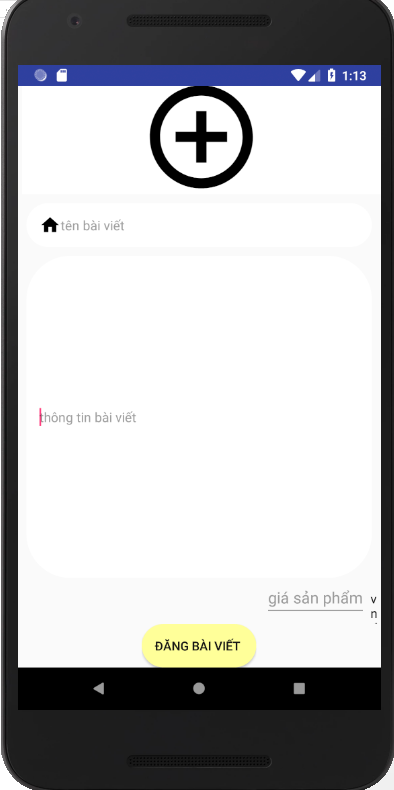 1:13
tên bài viết
thông tin bài viết
giá sản phẩm
v
n
ĐĂNG BÀI VIẾT